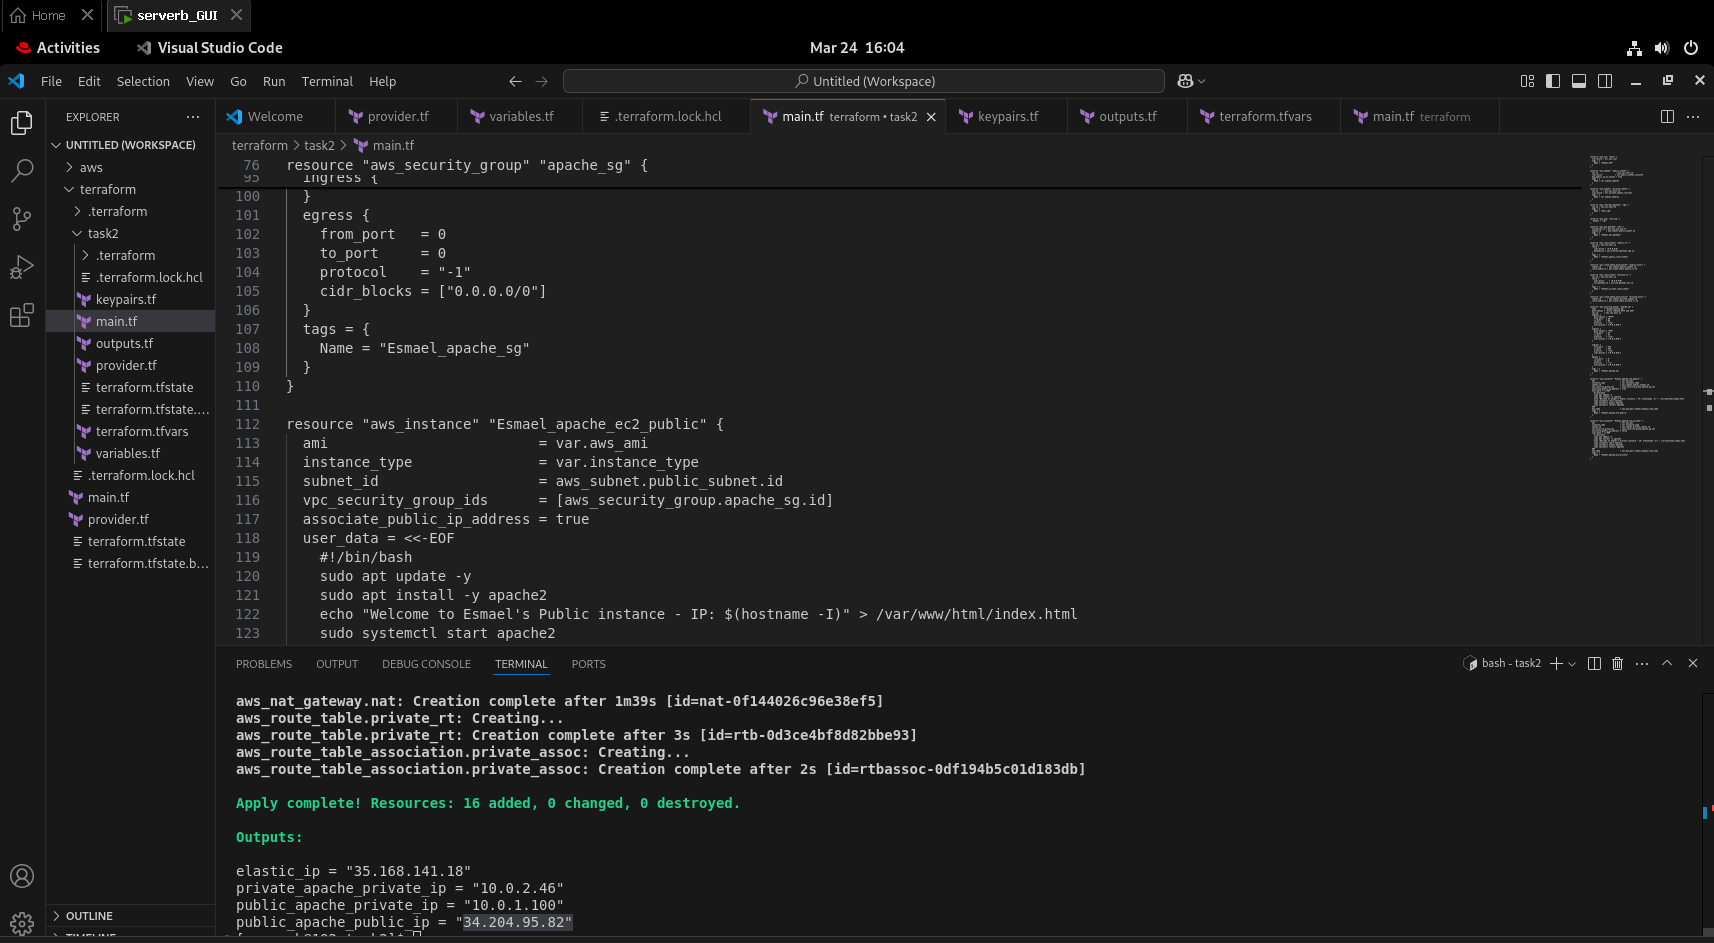 Home
serverb_GUI
Activities
Visual Studio Code
Mar 24 16:04
File Edit Selection View Go Run Terminal Help
Untitled (Workspace)
EXPLORER
Welcome
provider.tf
variables.tf
.terraform.lock.hcl
main.tf terraform • task2
keypairs.tf
outputs.tf
terraform.tfvars
main.tf terraform
UNTITLED (WORKSPACE)
aws
terraform
.terraform
task2
.terraform
.terraform.lock.hcl
keypairs.tf
main.tf
outputs.tf
provider.tf
terraform.tfstate
terraform.tfstate....
terraform.tfvars
variables.tf
.terraform.lock.hcl
main.tf
provider.tf
terraform.tfstate
terraform.tfstate.b...
OUTLINE
TIMELINE
terraform > task2 > main.tf
76 resource "aws_security_group" "apache_sg" {
95 ingress {
100 }
101 egress {
102 from_port = 0
103 to_port = 0
104 protocol = "-1"
105 cidr_blocks = ["0.0.0.0/0"]
106 }
107 tags = {
108 Name = "Esmael_apache_sg"
109 }
110 }
111
112 resource "aws_instance" "Esmael_apache_ec2_public" {
113 ami = var.aws_ami
114 instance_type = var.instance_type
115 subnet_id = aws_subnet.public_subnet.id
116 vpc_security_group_ids = [aws_security_group.apache_sg.id]
117 associate_public_ip_address = true
118 user_data = <<-EOF
119 #!/bin/bash
120 sudo apt update -y
121 sudo apt install -y apache2
122 echo "Welcome to Esmael's Public instance - IP: $(hostname -I)" > /var/www/html/index.html
123 sudo systemctl start apache2
PROBLEMS OUTPUT DEBUG CONSOLE TERMINAL PORTS
bash - task2
aws_nat_gateway.nat: Creation complete after 1m39s [id=nat-0f144026c96e38ef5]
aws_route_table.private_rt: Creating...
aws_route_table.private_rt: Creation complete after 3s [id=rtb-0d3ce4bf8d82bbe93]
aws_route_table_association.private_assoc: Creating...
aws_route_table_association.private_assoc: Creation complete after 2s [id=rtbassoc-0df194b5c01d183db]
Apply complete! Resources: 16 added, 0 changed, 0 destroyed.
Outputs:
elastic_ip = "35.168.141.18"
private_apache_private_ip = "10.0.2.46"
public_apache_private_ip = "10.0.1.100"
public_apache_public_ip = "34.204.95.82"